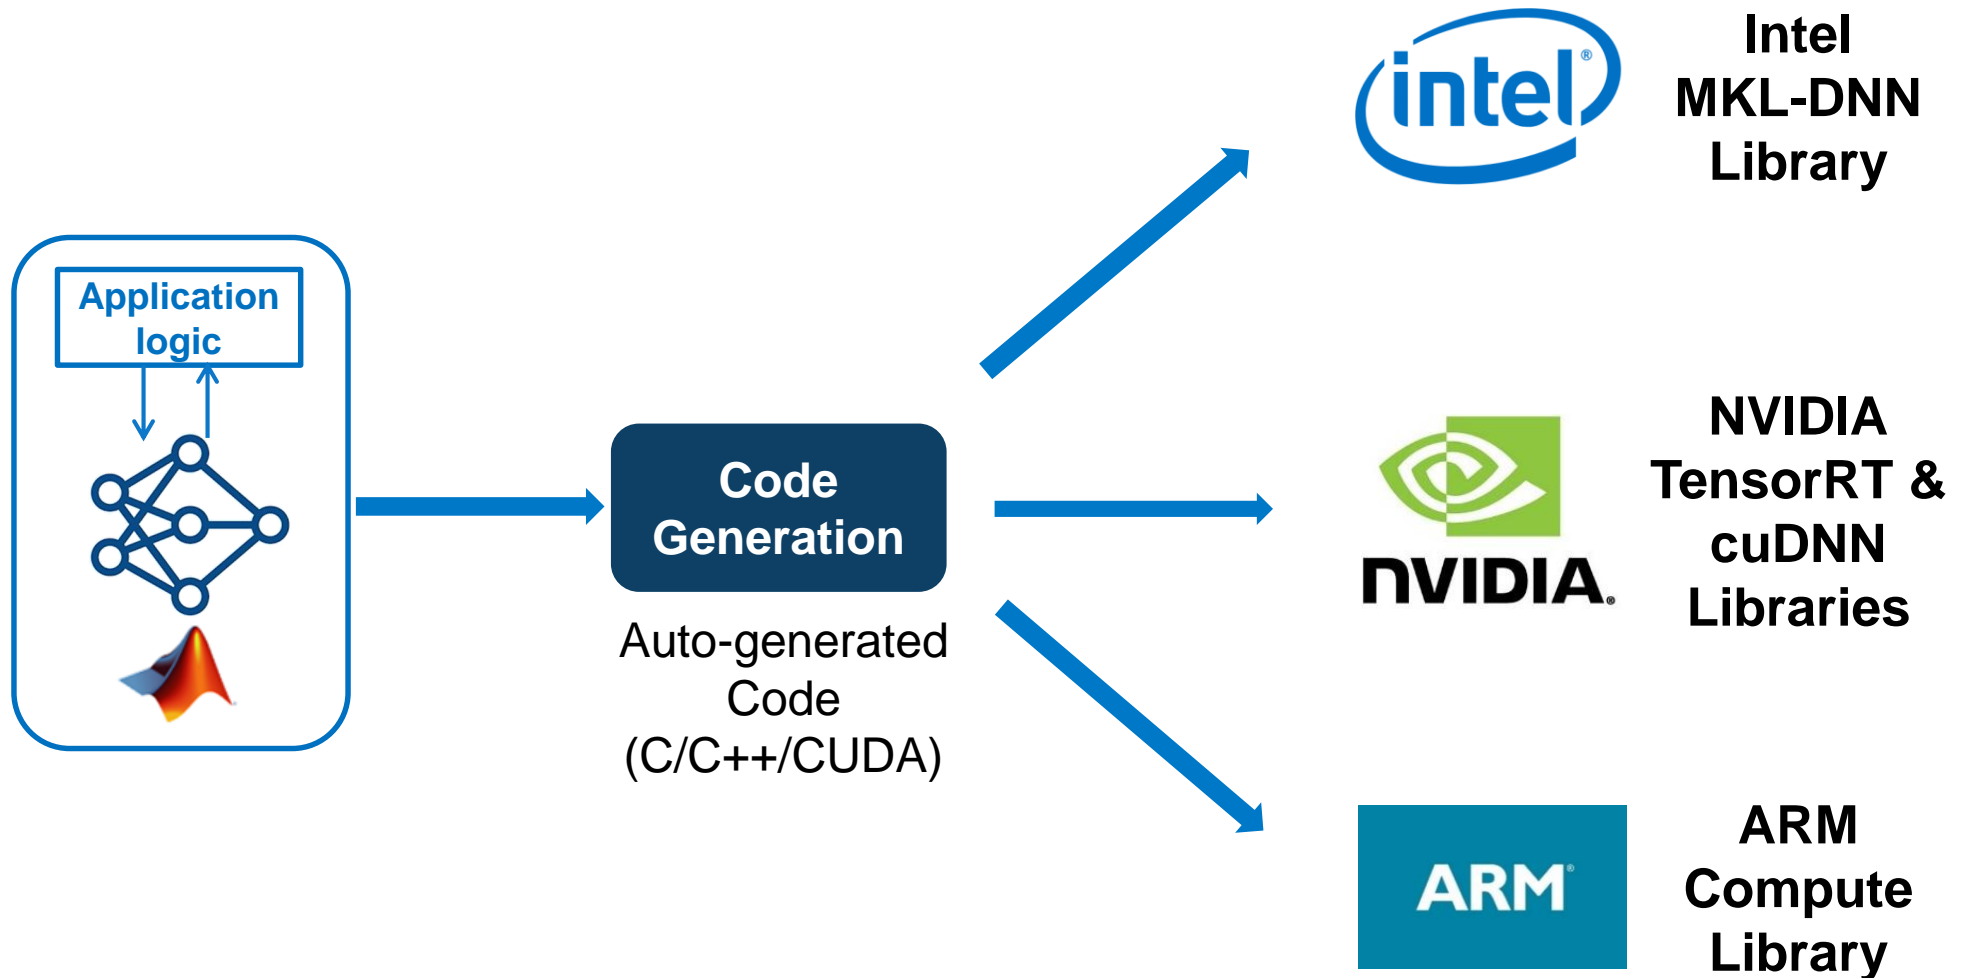 Application
logic
Code
Generation
Auto-generated
Code
(C/C++/CUDA)
intel®
Intel
MKL-DNN
Library
NVIDIA.
NVIDIA
TensorRT &
cuDNN
Libraries
ARM®
ARM
Compute
Library